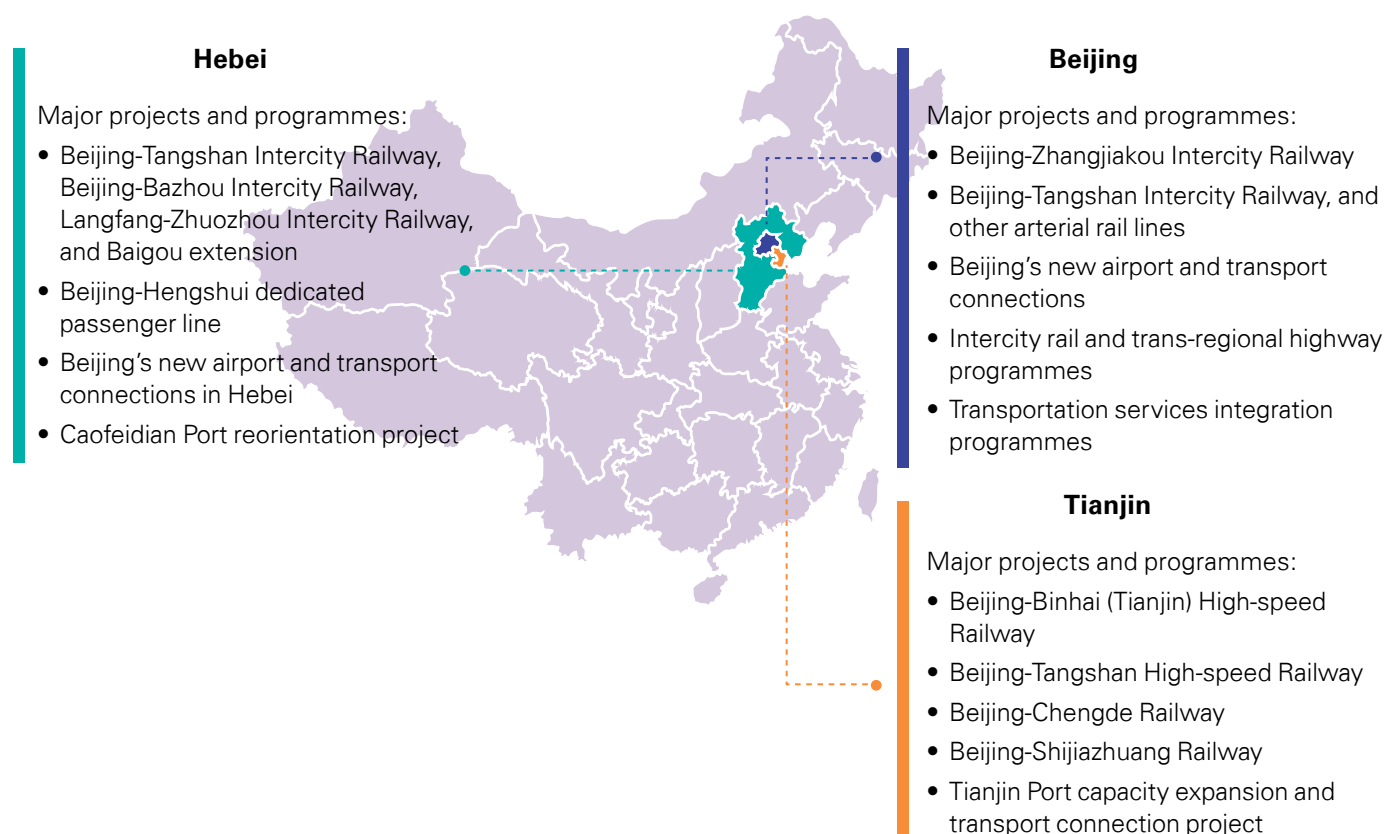 Hebei
Major projects and programmes:
• Beijing-Tangshan Intercity Railway,
Beijing-Bazhou Intercity Railway,
Langfang-Zhuozhou Intercity Railway,
and Baigou extension
• Beijing-Hengshui dedicated
passenger line
• Beijing's new airport and transport
connections in Hebei
• Caofeidian Port reorientation project
Beijing
Major projects and programmes:
• Beijing-Zhangjiakou Intercity Railway
• Beijing-Tangshan Intercity Railway, and
other arterial rail lines
• Beijing's new airport and transport
connections
• Intercity rail and trans-regional highway
programmes
• Transportation services integration
programmes
Tianjin
Major projects and programmes:
• Beijing-Binhai (Tianjin) High-speed
Railway
• Beijing-Tangshan High-speed Railway
• Beijing-Chengde Railway
• Beijing-Shijiazhuang Railway
• Tianjin Port capacity expansion and
transport connection project